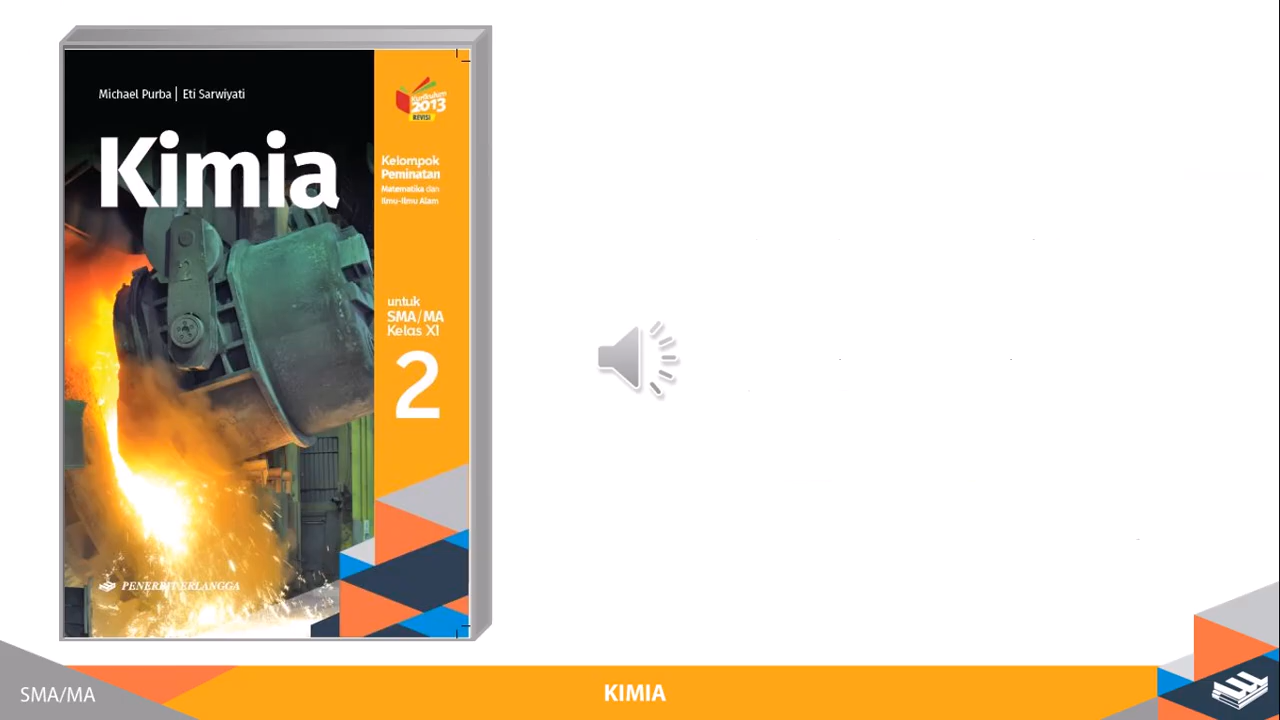 Michael Purba | Eti Sarwiyati
Kimia
Kurikulum
2013
REVISI
Kelompok
Peminatan
Matematika dan
Ilmu-Ilmu Alam
untuk
SMA/MA
Kelas XI
2
PENERBIT ERLANGGA
SMA/MA
KIMIA